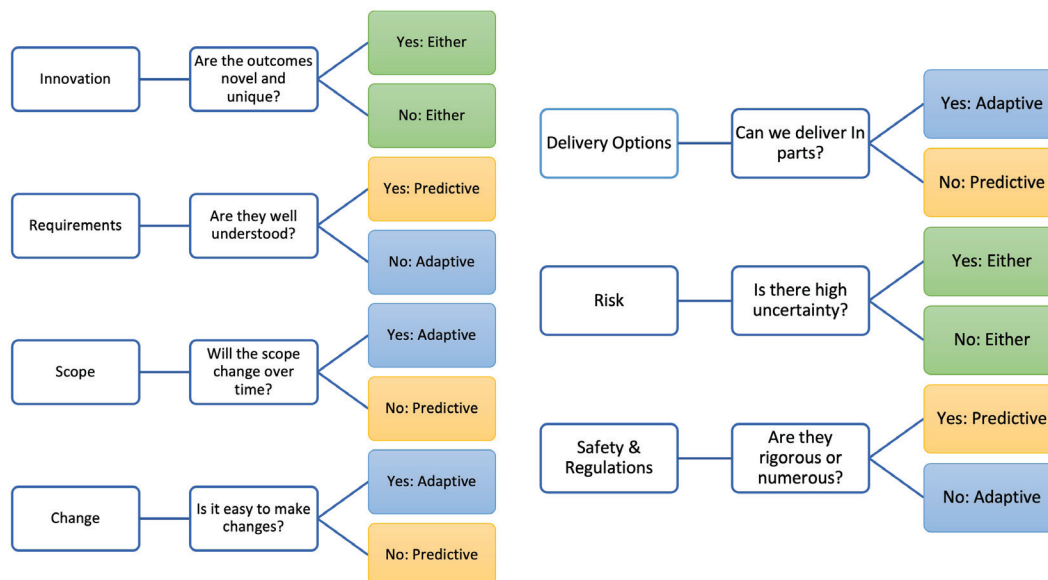 Innovation
Are the outcomes
novel and
unique?
Yes: Either
No: Either
Requirements
Are they well
understood?
Yes: Predictive
No: Adaptive
Scope
Will the scope
change over
time?
Yes: Adaptive
No: Predictive
Change
Is it easy to make
changes?
Yes: Adaptive
No: Predictive
Delivery Options
Can we deliver In
parts?
Yes: Adaptive
No: Predictive
Risk
Is there high
uncertainty?
Yes: Either
No: Either
Safety &
Regulations
Are they
rigorous or
numerous?
Yes: Predictive
No: Adaptive